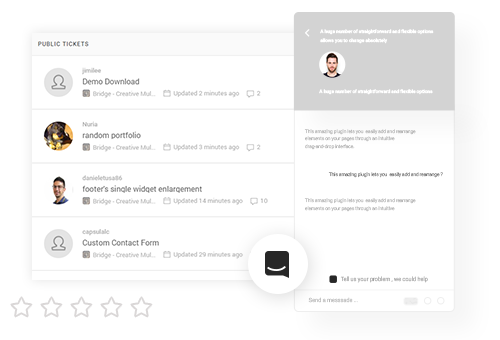 PUBLIC TICKETS
jimilee
Demo Download
Bridge - Creative Mul... Updated 2 minutes ago 2
Nuria
random portfolio
Bridge - Creative Mul... Updated 3 minutes ago 2
danieletusa86
footer's single widget enlargement
Bridge - Creative Mul... Updated 14 minutes ago 10
capsulalc
Custom Contact Form
Bridge - Creative Mul... Updated 29 minutes ago
A huge number of straightforward and flexible options
allows you to change absolutely
A huge number of straightforward and flexible options
This amazing plugin lets you easily add and rearrange
elements on your pages through an intuitive
drag-and-drop interface.
This amazing plugin lets you easily add and rearrange ?
This amazing plugin lets you easily add and rearrange
elements on your pages through an intuitive
Tell us your problem , we could help
Send a message ...